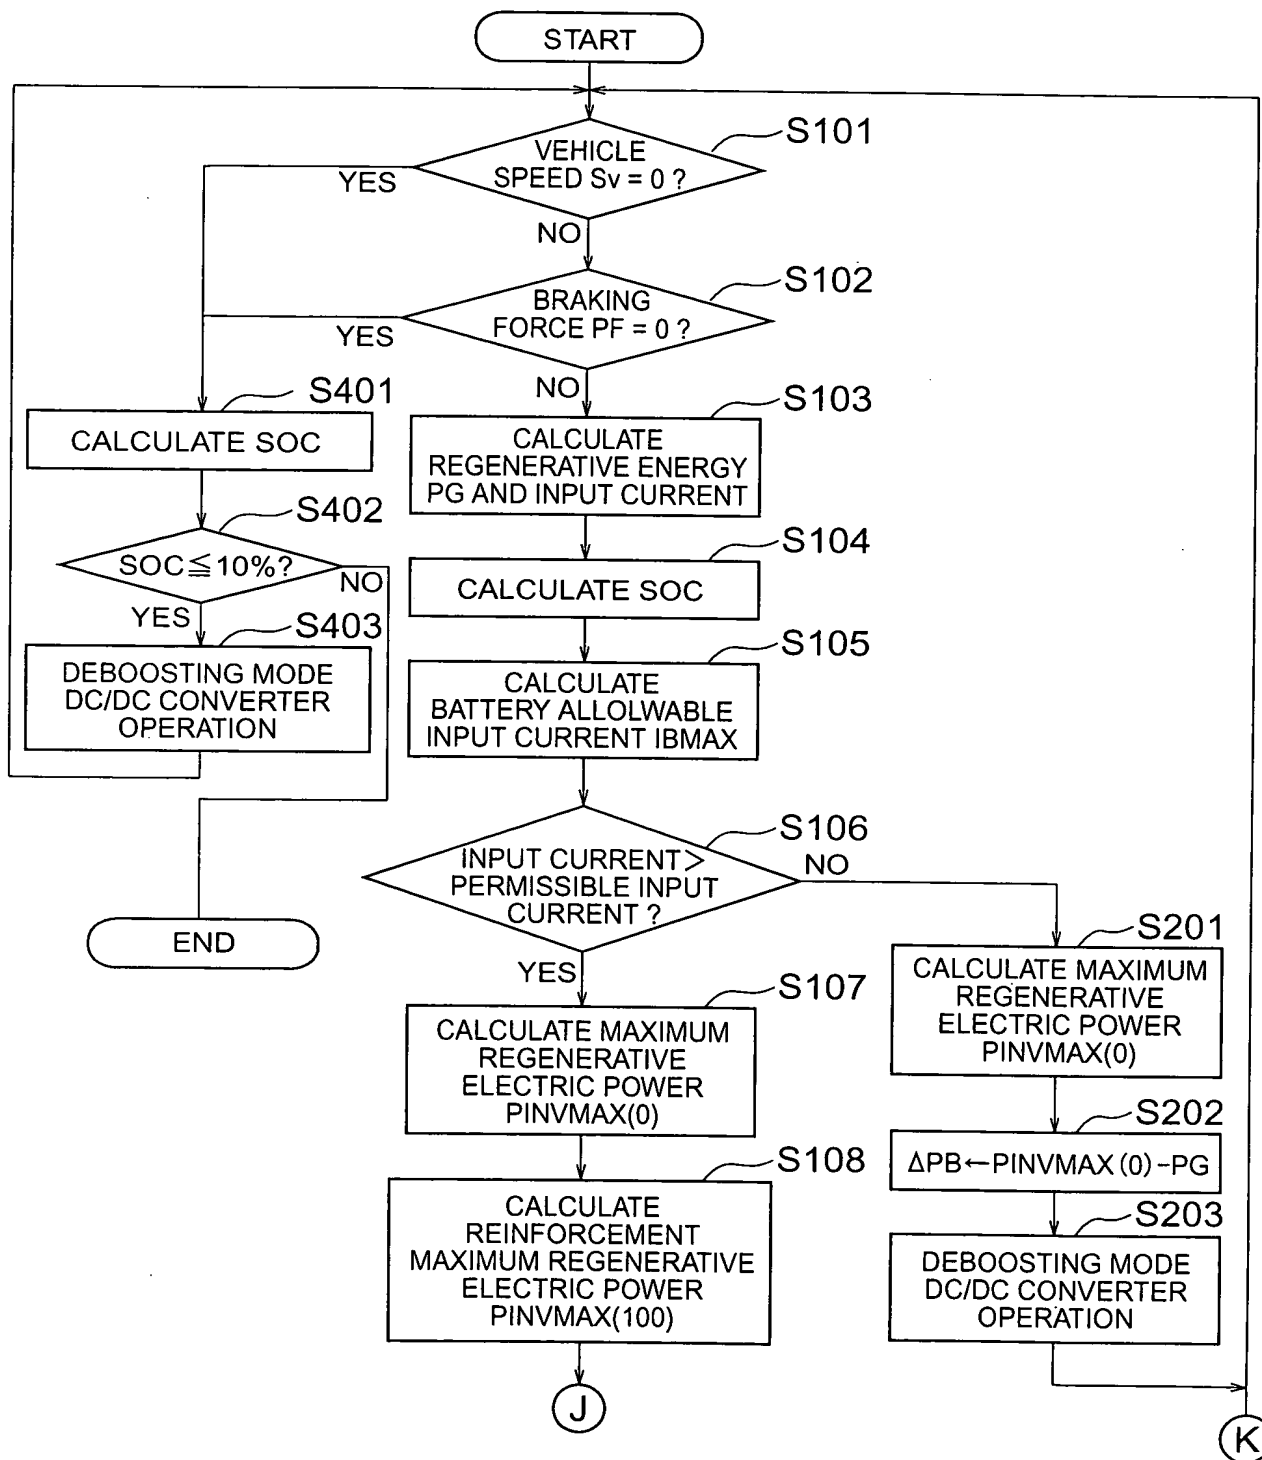 START
S101
VEHICLE
SPEED Sv = 0 ?
YES
NO
S102
BRAKING
FORCE PF = 0 ?
YES
NO
S401
CALCULATE SOC
S402
SOC≦10%?
NO
YES
S403
DEBOOSTING MODE
DC/DC CONVERTER
OPERATION
END
S103
CALCULATE
REGENERATIVE ENERGY
PG AND INPUT CURRENT
S104
CALCULATE SOC
S105
CALCULATE
BATTERY ALLOLWABLE
INPUT CURRENT IBMAX
S106
INPUT CURRENT＞
PERMISSIBLE INPUT
CURRENT ?
NO
YES
S107
CALCULATE MAXIMUM
REGENERATIVE
ELECTRIC POWER
PINVMAX(0)
S108
CALCULATE
REINFORCEMENT
MAXIMUM REGENERATIVE
ELECTRIC POWER
PINVMAX(100)
J
S201
CALCULATE MAXIMUM
REGENERATIVE
ELECTRIC POWER
PINVMAX(0)
S202
ΔPB←PINVMAX (0)−PG
S203
DEBOOSTING MODE
DC/DC CONVERTER
OPERATION
K